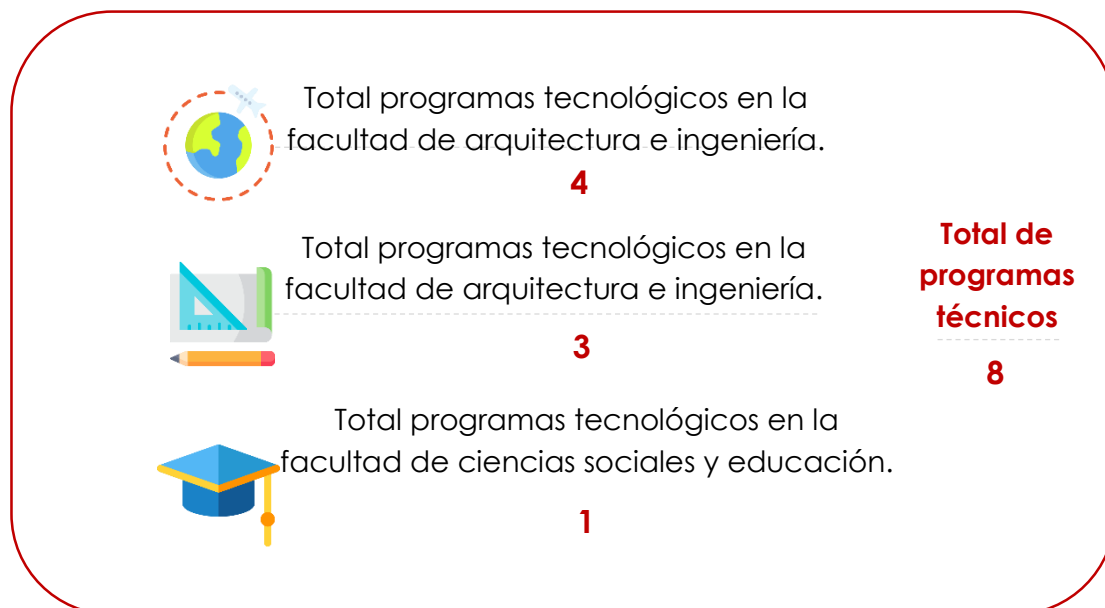 Total programas tecnológicos en la
facultad de arquitectura e ingeniería.
4
Total programas tecnológicos en la
facultad de arquitectura e ingeniería.
3
Total programas tecnológicos en la
facultad de ciencias sociales y educación.
1
Total de
programas
técnicos
8